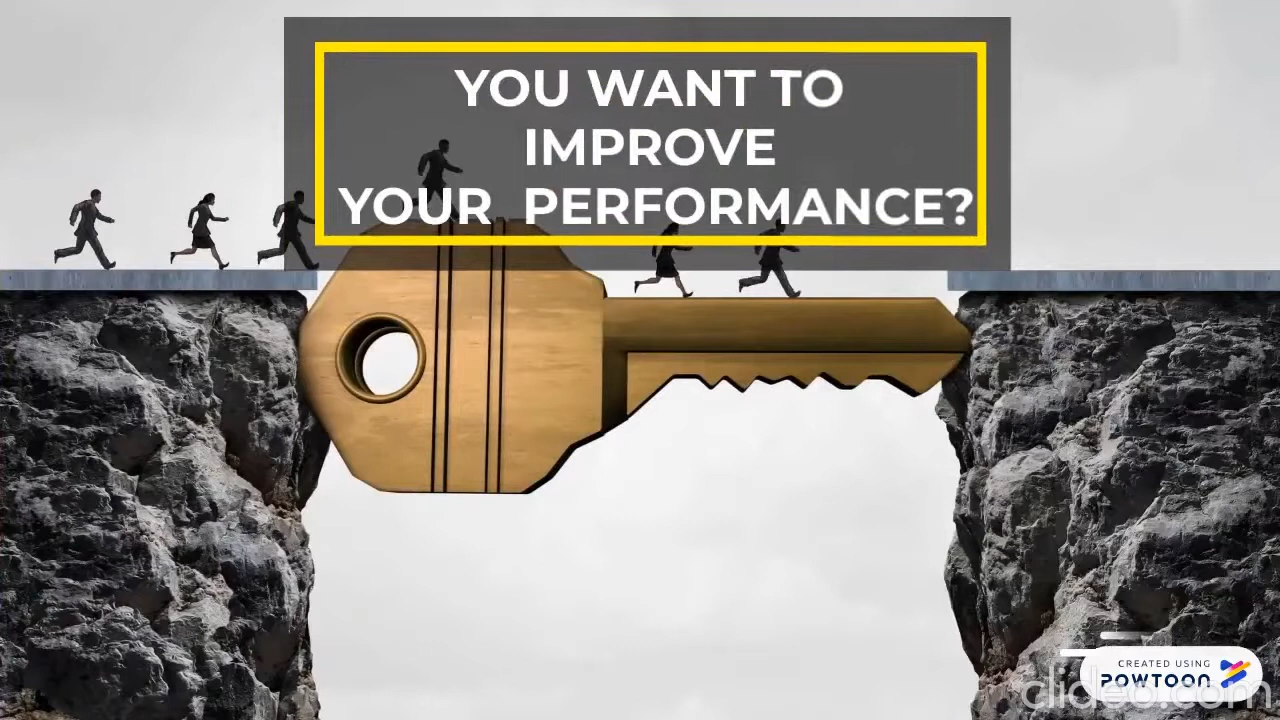 YOU WANT TO
IMPROVE
YOUR PERFORMANCE?
CREATED USING
POWTOON
clideo.com